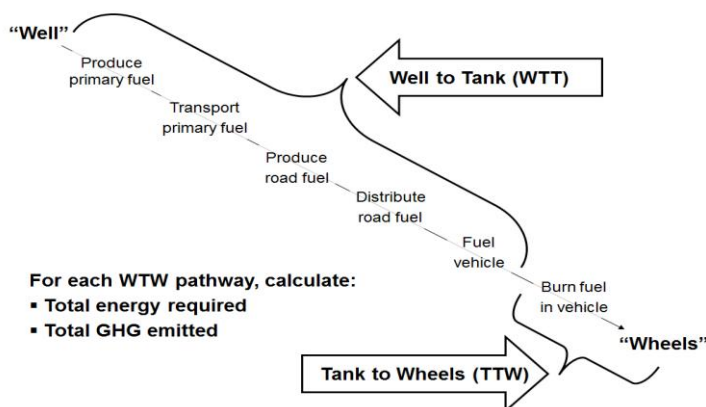 “Well”
Produce
primary fuel
Well to Tank (WTT)
Transport
primary fuel
Produce
road fuel
Distribute
road fuel
Fuel
vehicle
For each WTW pathway, calculate:
▪ Total energy required
▪ Total GHG emitted
Burn fuel
in vehicle
“Wheels”
Tank to Wheels (TTW)